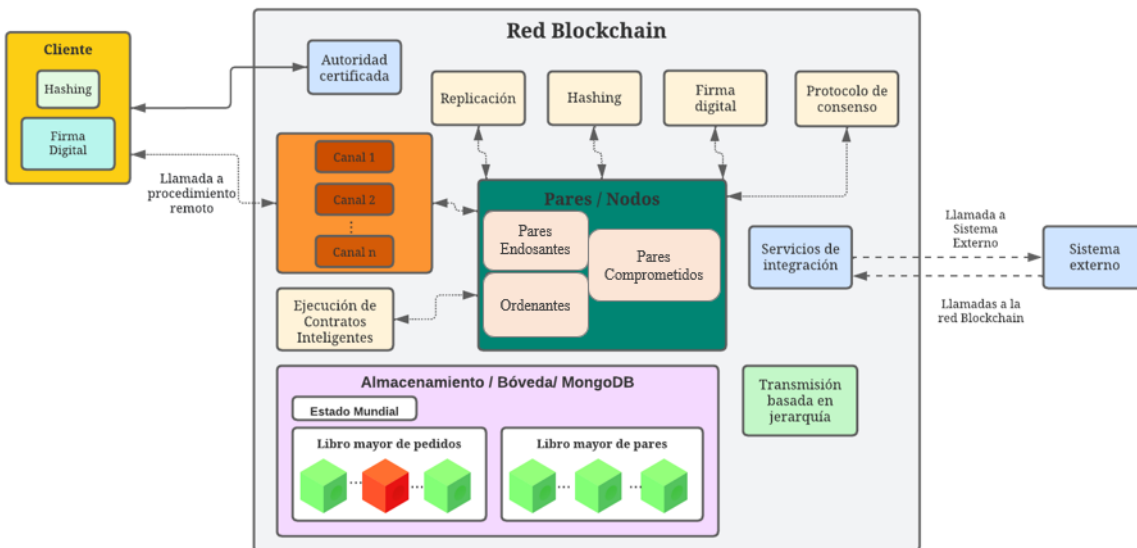 Red Blockchain
Cliente
Hashing
Firma
Digital
Autoridad
certificada
Replicación
Hashing
Firma
digital
Protocolo de
consenso
Llamada a
procedimiento
remoto
Canal 1
Canal 2
Canal n
Pares / Nodos
Pares
Endosantes
Pares
Comprometidos
Ordenantes
Servicios de
integración
Llamada a
Sistema
Externo
Sistema
externo
Llamadas a la
red Blockchain
Ejecución de
Contratos
Inteligentes
Almacenamiento / Bóveda/ MongoDB
Estado Mundial
Libro mayor de pedidos
Libro mayor de pares
Transmisión
basada en
jerarquía